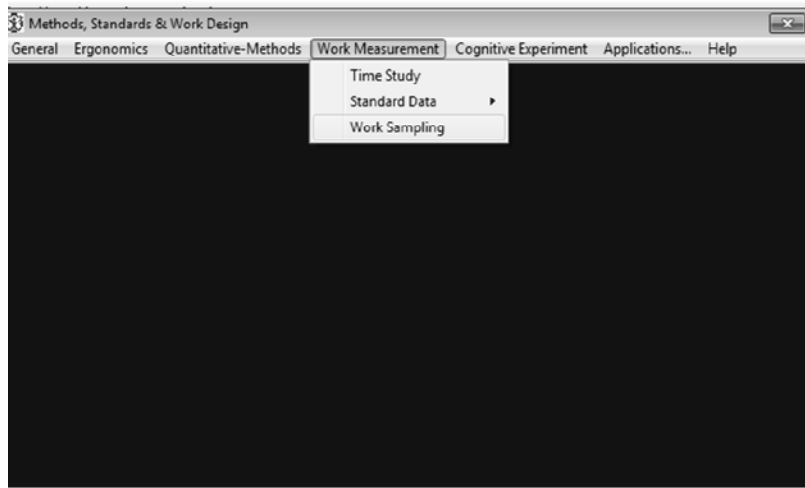 Methods, Standards & Work Design
General Ergonomics Quantitative-Methods Work Measurement Cognitive Experiment Applications... Help
Time Study
Standard Data
Work Sampling